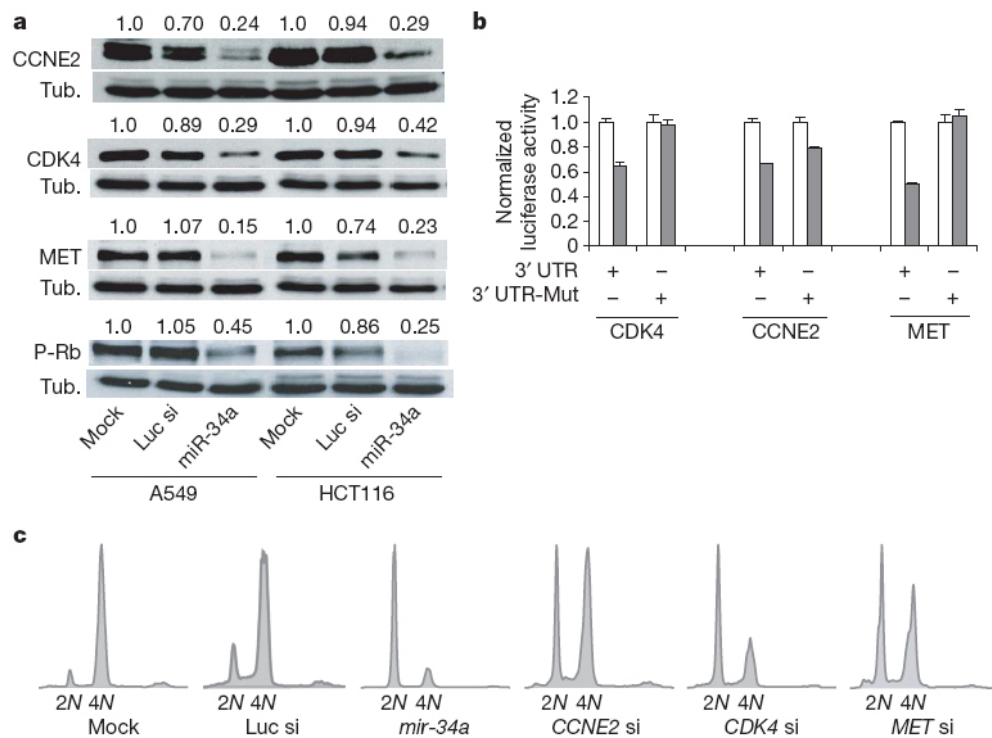 a
1.0 0.70 0.24 1.0 0.94 0.29
CCNE2
Tub.
1.0 0.89 0.29 1.0 0.94 0.42
CDK4
Tub.
1.0 1.07 0.15 1.0 0.74 0.23
MET
Tub.
1.0 1.05 0.45 1.0 0.86 0.25
P-Rb
Tub.
Mock Luc si miR-34a Mock Luc si miR-34a
A549 HCT116
b
Normalized
luciferase activity
1.2
1.0
0.8
0.6
0.4
0.2
0
3′ UTR + − + − + −
3′ UTR-Mut − + − + − +
CDK4 CCNE2 MET
c
2N 4N 2N 4N 2N 4N 2N 4N 2N 4N 2N 4N
Mock Luc si mir-34a CCNE2 si CDK4 si MET si